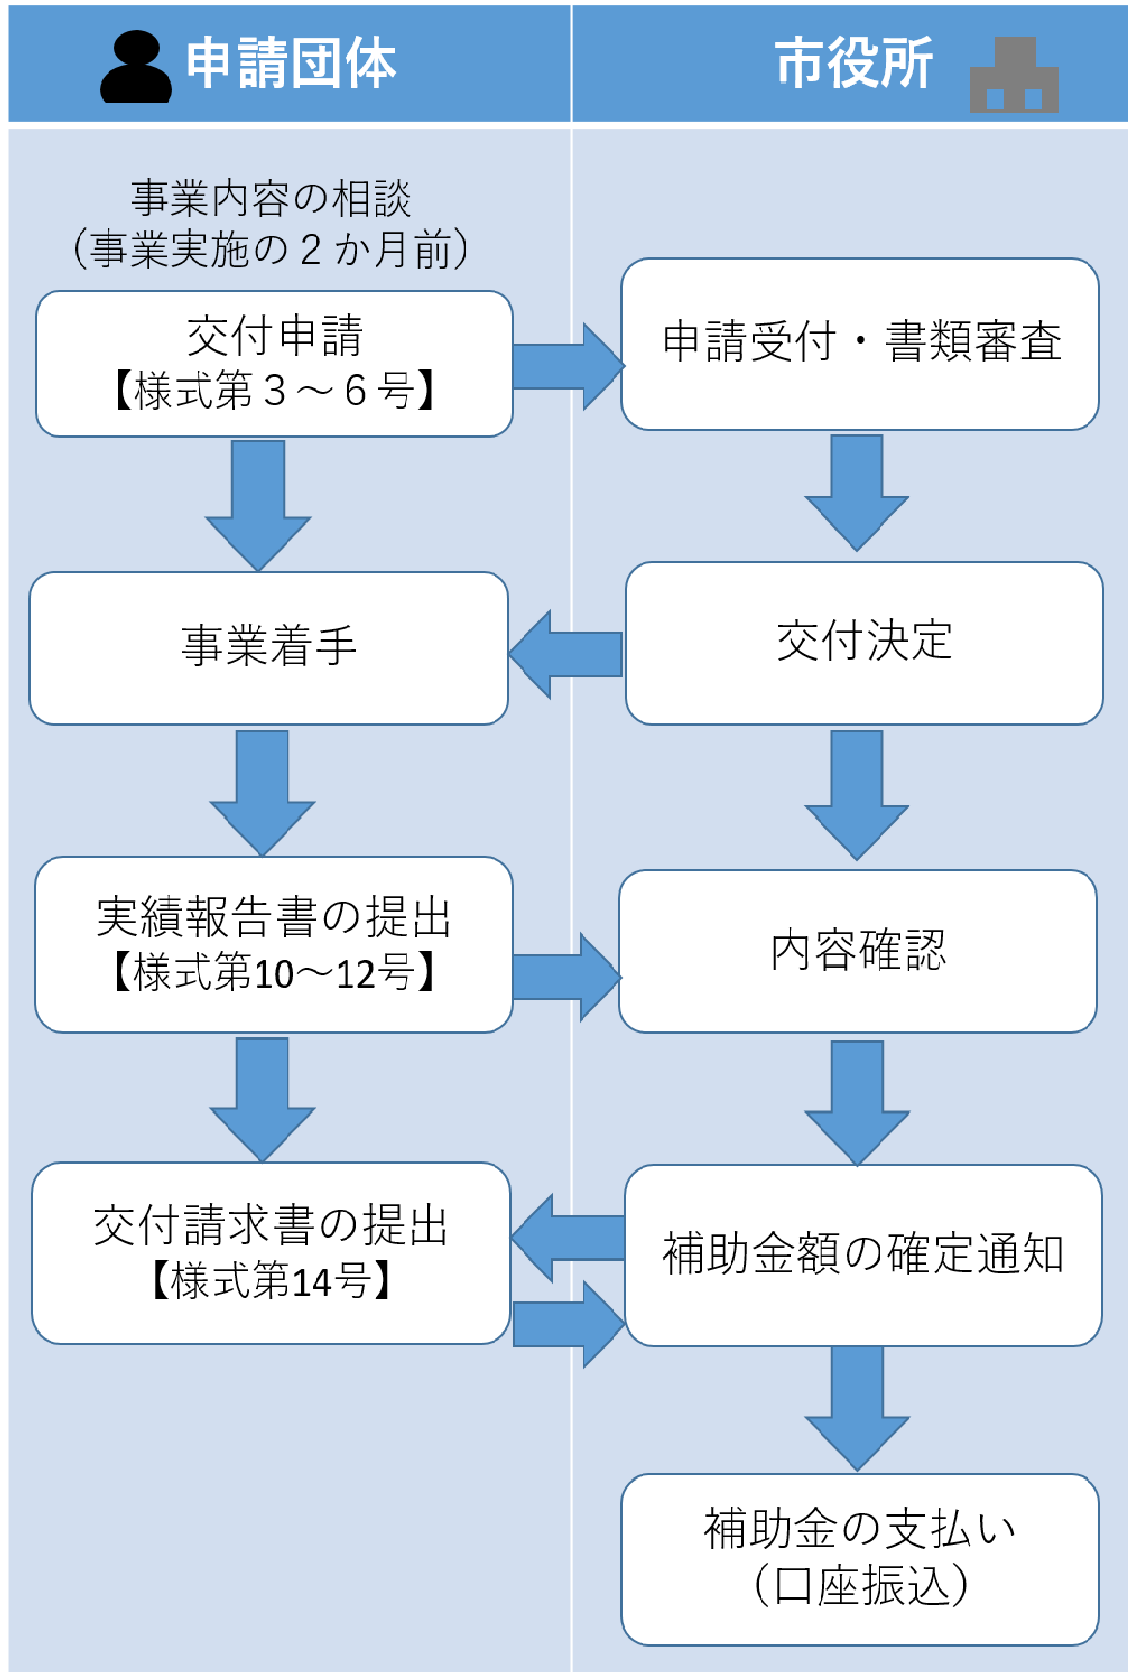 申請団体
市役所
事業内容の相談
（事業実施の２か月前）
交付申請
【様式第３～６号】
申請受付・書類審査
事業着手
交付決定
実績報告書の提出
【様式第10～12号】
内容確認
交付請求書の提出
【様式第14号】
補助金額の確定通知
補助金の支払い
（口座振込）